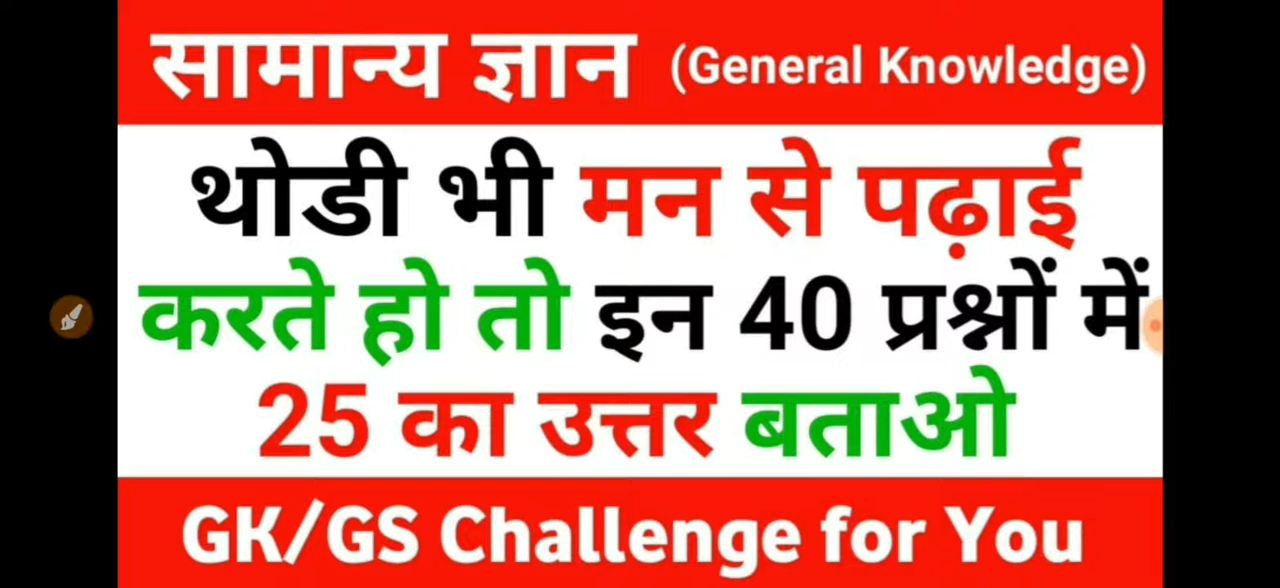 सामान्य ज्ञान (General Knowledge)
थोडी भी मन से पढ़ाई
करते हो तो इन 40 प्रश्नों में
25 का उत्तर बताओ
GK/GS Challenge for You